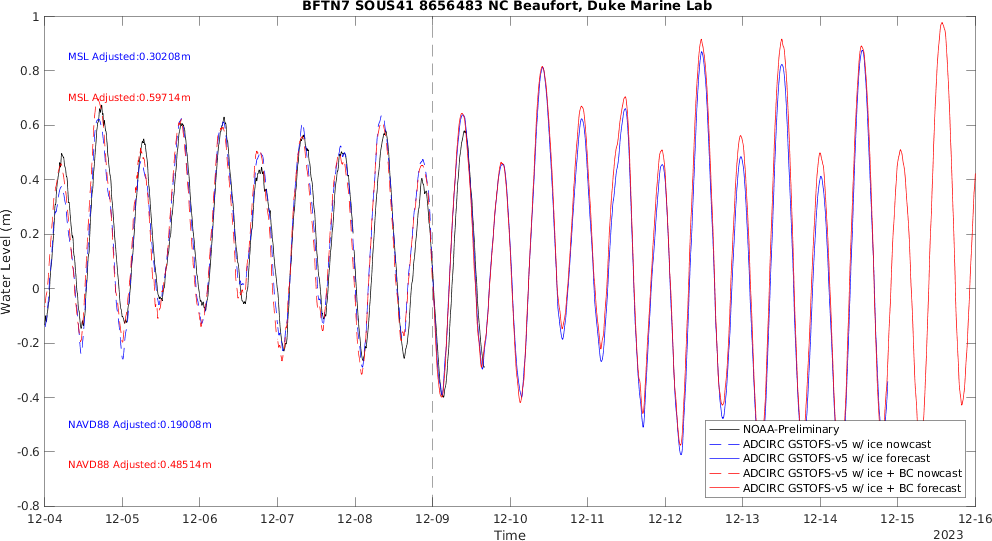 BFTN7 SOUS41 8656483 NC Beaufort, Duke Marine Lab
1
0.8
0.6
0.4
0.2
0
-0.2
-0.4
-0.6
-0.8
Water Level (m)
MSL Adjusted:0.30208m
MSL Adjusted:0.59714m
NAVD88 Adjusted:0.19008m
NAVD88 Adjusted:0.48514m
NOAA-Preliminary
ADCIRC GSTOFS-v5 w/ ice nowcast
ADCIRC GSTOFS-v5 w/ ice forecast
ADCIRC GSTOFS-v5 w/ ice + BC nowcast
ADCIRC GSTOFS-v5 w/ ice + BC forecast
12-04 12-05 12-06 12-07 12-08 12-09 12-10 12-11 12-12 12-13 12-14 12-15 12-16
Time
2023